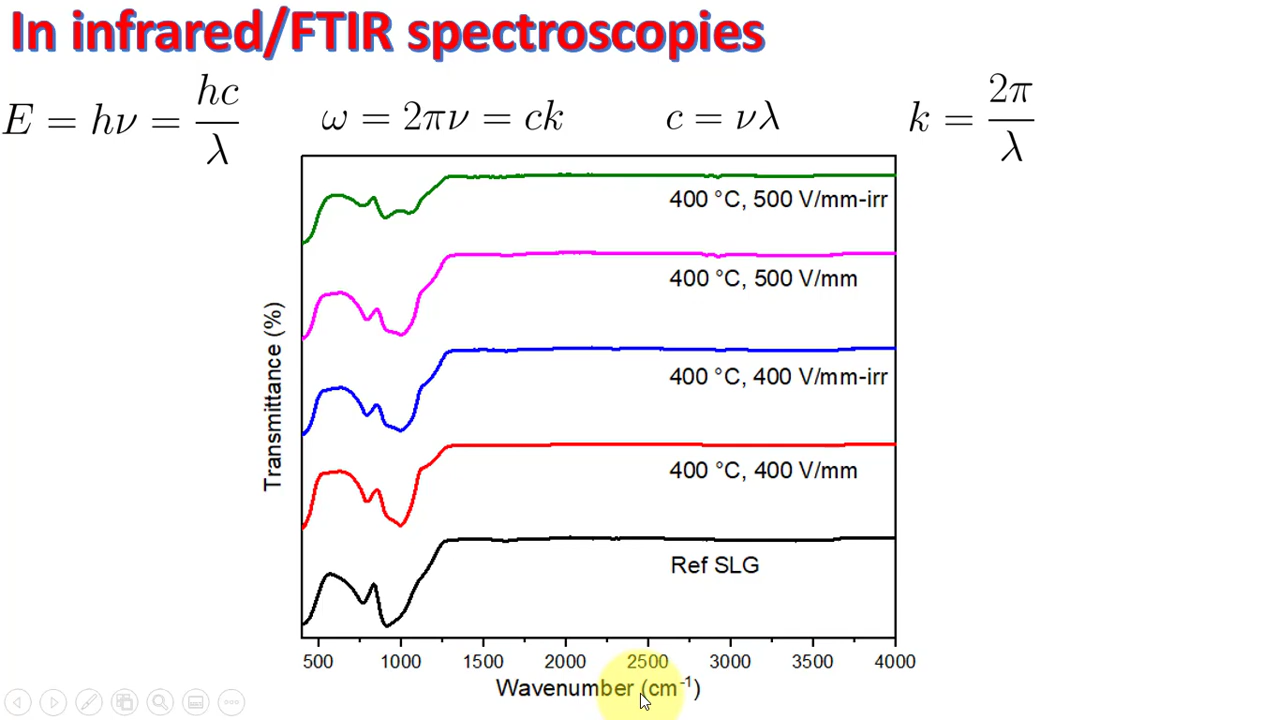 In infrared/FTIR spectroscopies
E = hν = hc/λ
ω = 2πν = ck
c = νλ
k = 2π/λ
400 °C, 500 V/mm-irr
400 °C, 500 V/mm
400 °C, 400 V/mm-irr
400 °C, 400 V/mm
Ref SLG
Transmittance (%)
500 1000 1500 2000 2500 3000 3500 4000
Wavenumber (cm⁻¹)